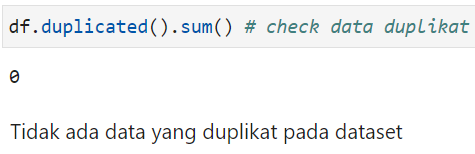 df.duplicated().sum() # check data duplikat
0
Tidak ada data yang duplikat pada dataset